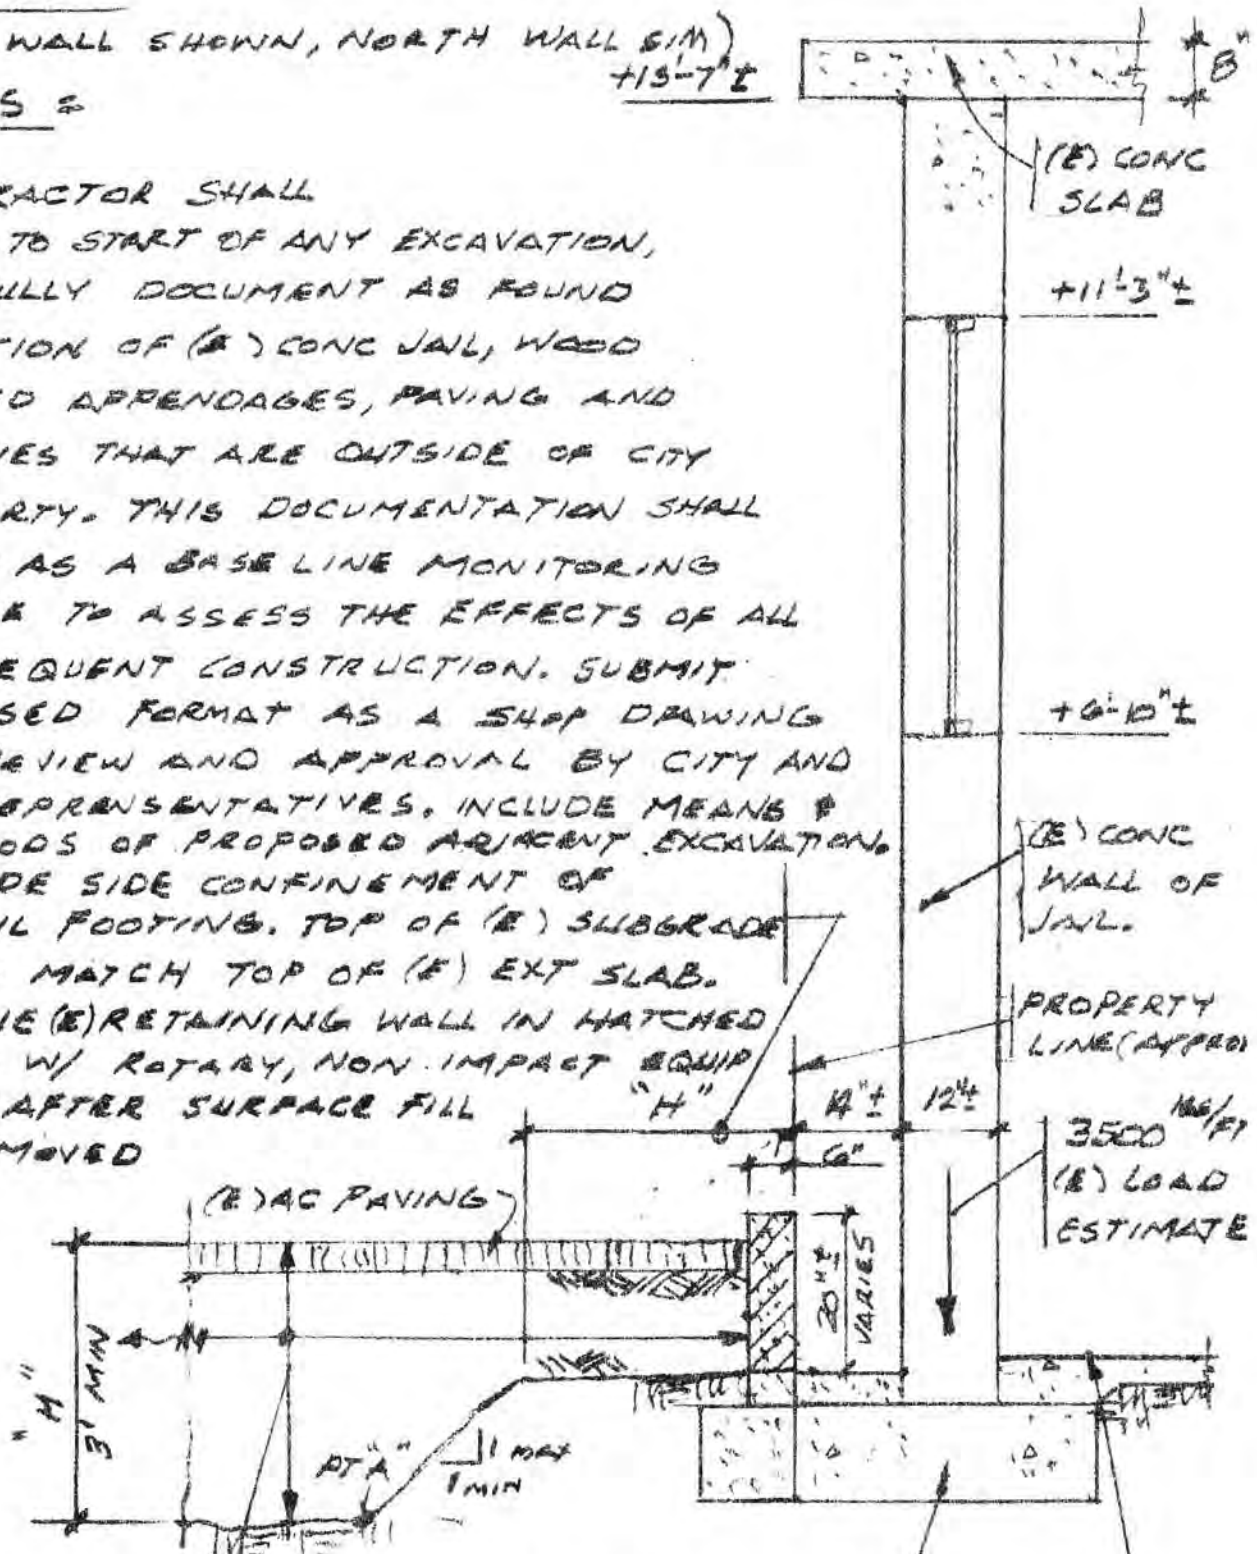 WALL SHOWN, NORTH WALL SIM)
+13'-7"±
8"
S =
(E) CONC
SLAB
RACTOR SHALL
TO START OF ANY EXCAVATION,
ULLY DOCUMENT AS FOUND
+11'-3"±
TION OF (E) CONC JAIL, WOOD
D APPENDAGES, PAVING AND
IES THAT ARE OUTSIDE OF CITY
RTY. THIS DOCUMENTATION SHALL
AS A BASE LINE MONITORING
E TO ASSESS THE EFFECTS OF ALL
EQUENT CONSTRUCTION. SUBMIT
SED FORMAT AS A SHOP DRAWING
+6'-10"±
EVIEW AND APPROVAL BY CITY AND
EPRENSENTATIVES. INCLUDE MEANS &
ODS OF PROPOSED ADJACENT EXCAVATION.
(E) CONC
WALL OF
JAIL.
DE SIDE CONFINEMENT OF
IL FOOTING. TOP OF (E) SUBGRADE
MATCH TOP OF (E) EXT SLAB.
IE (E) RETAINING WALL IN HATCHED
W/ ROTARY, NON IMPACT EQUIP
AFTER SURFACE FILL
MOVED
PROPERTY
LINE (APPRO
"H"
14"±
12"±
6"
3500 LBS/FT
(E) LOAD
ESTIMATE
(E) AC PAVING
20"±
VARIES
= "H"
3' MIN
PT "A"
1 MAX
1 MIN